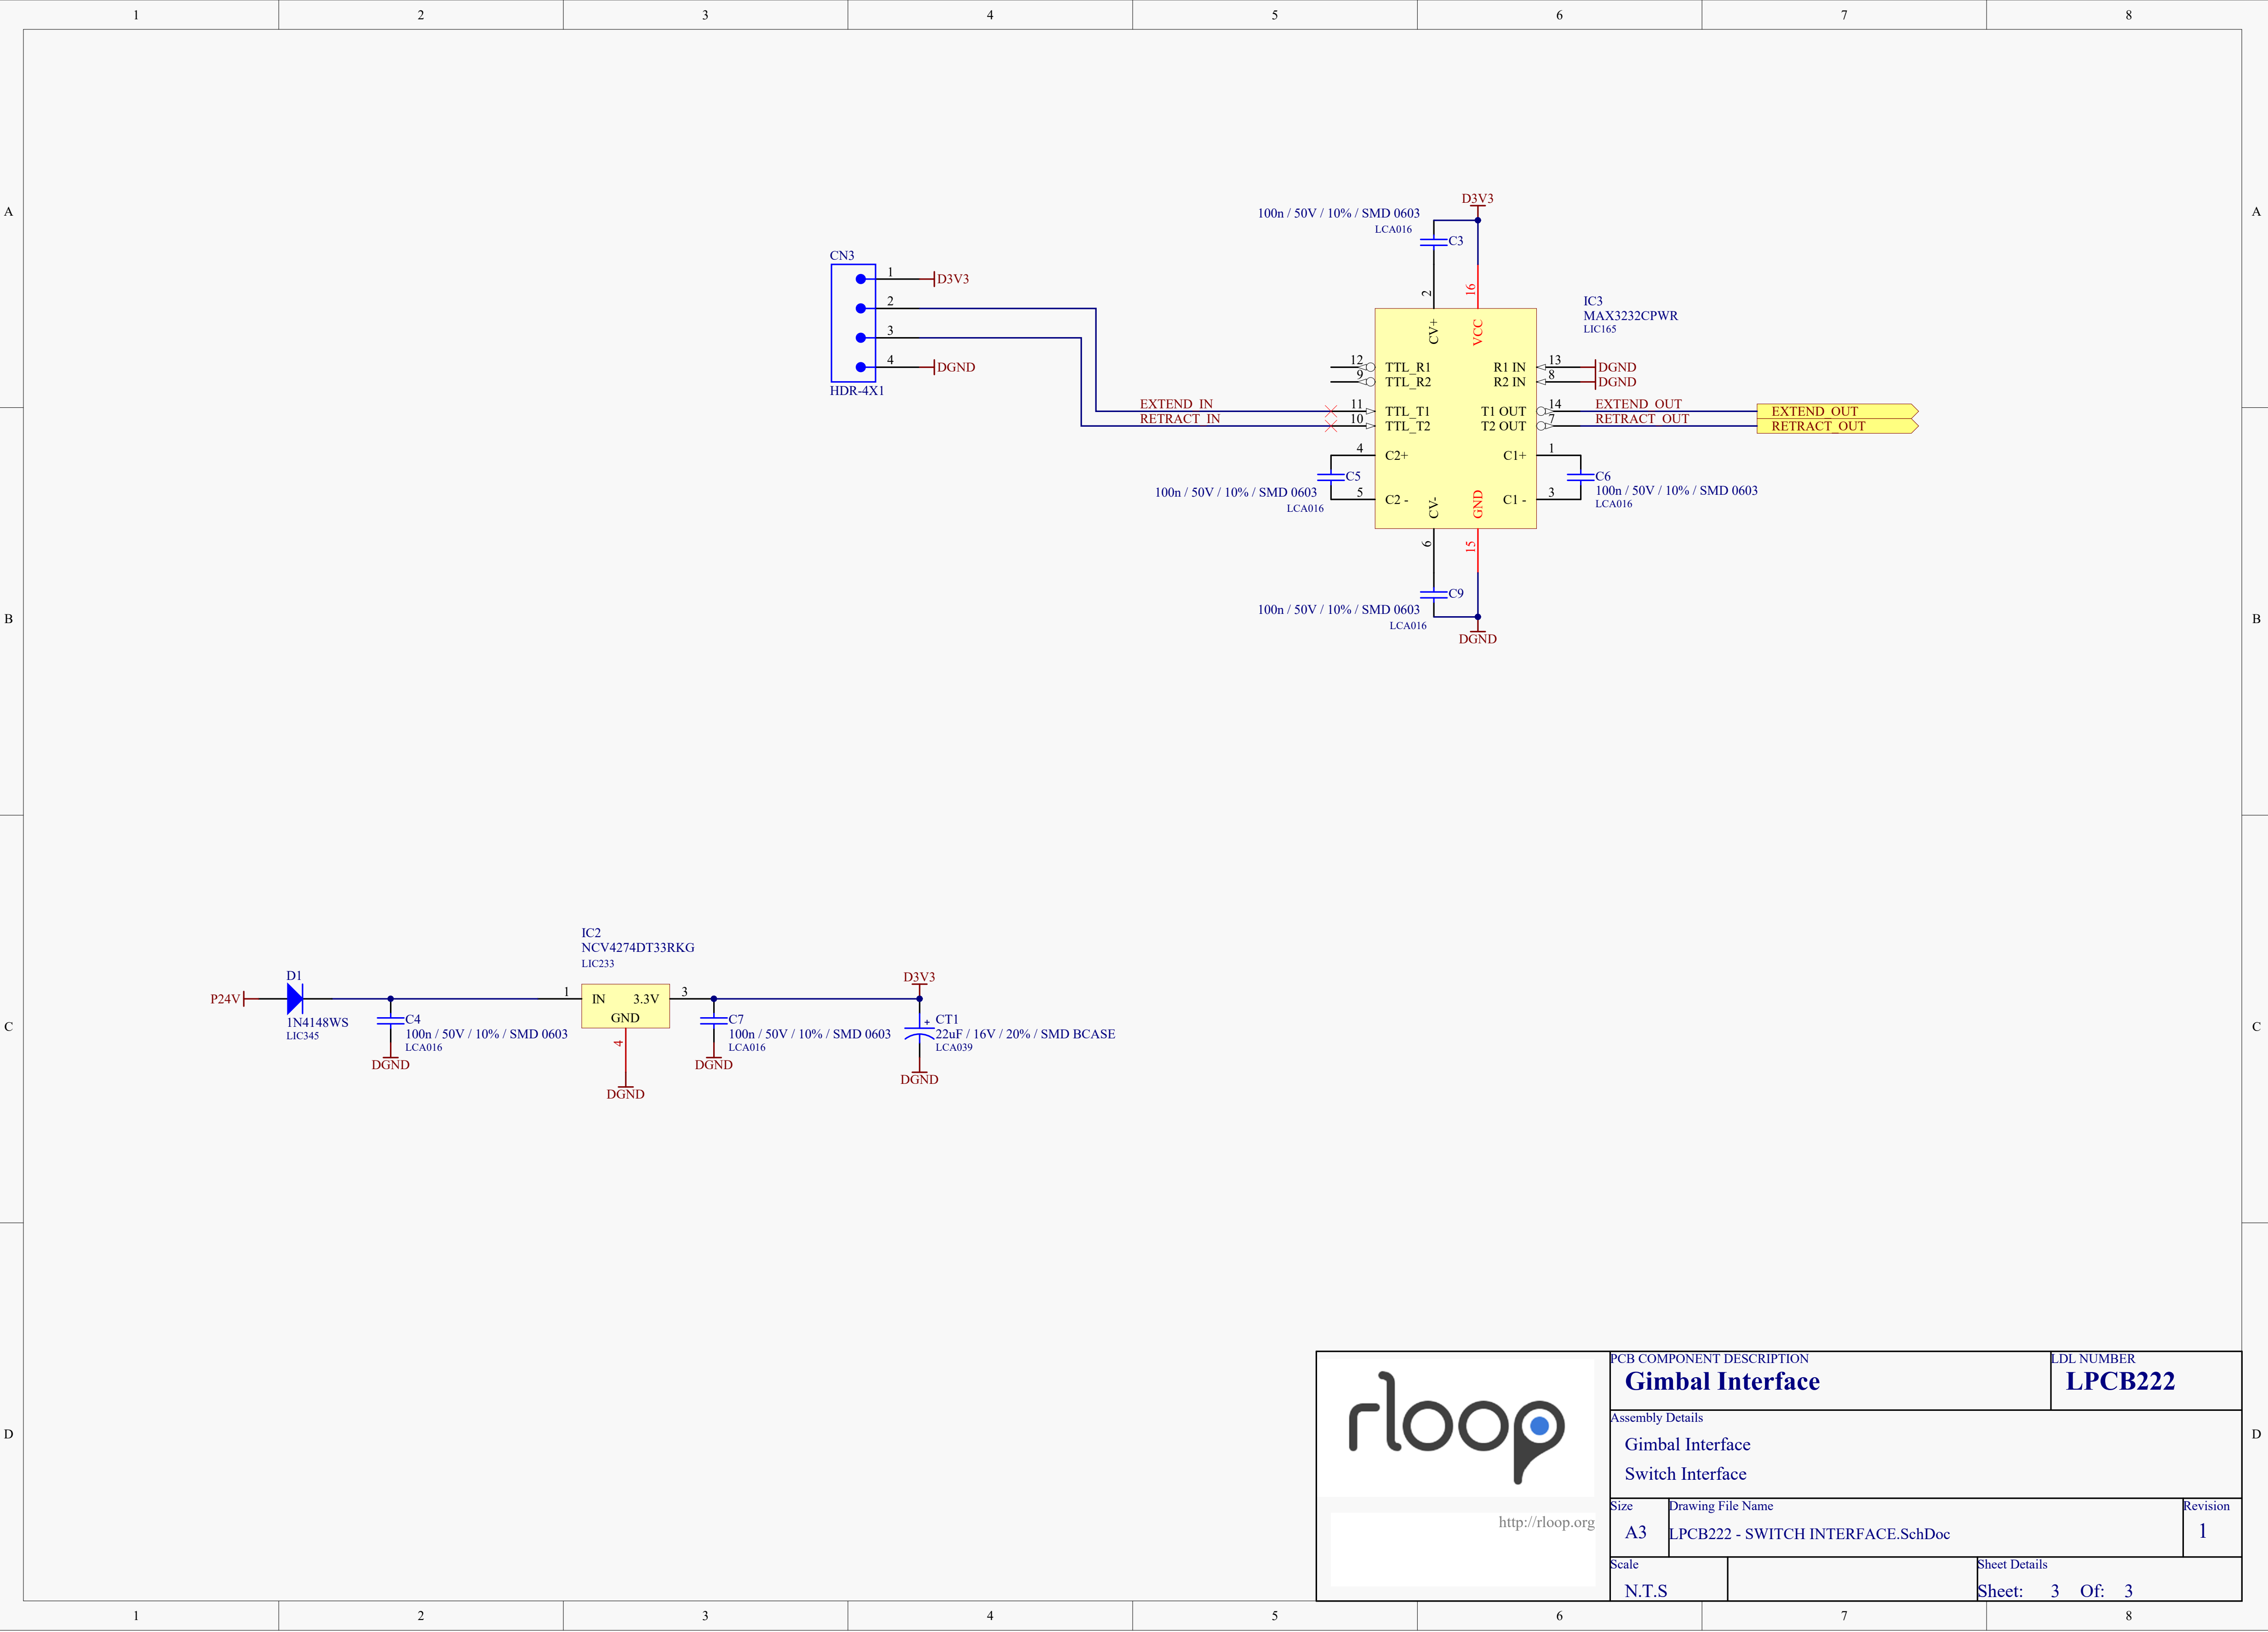 1 2 3 4 5 6 7 8
A A
D3V3
100n / 50V / 10% / SMD 0603
LCA016
C3
CN3
1 D3V3
2
3
4 DGND
HDR-4X1
2 16
IC3
MAX3232CPWR
LIC165
CV+ VCC
12 TTL_R1 R1 IN 13 DGND
9 TTL_R2 R2 IN 8 DGND
EXTEND_IN 11 TTL_T1 T1 OUT 14 EXTEND_OUT EXTEND_OUT
RETRACT_IN 10 TTL_T2 T2 OUT 7 RETRACT_OUT RETRACT_OUT
4 C2+ C1+ 1
C5 C6
100n / 50V / 10% / SMD 0603 100n / 50V / 10% / SMD 0603
5 C2 - C1 - 3
LCA016 LCA016
CV- GND
6 15
C9
100n / 50V / 10% / SMD 0603
LCA016
DGND
B B
IC2
NCV4274DT33RKG
LIC233
D1 D3V3
P24V 1 IN 3.3V 3
GND
1N4148WS
LIC345
C4
100n / 50V / 10% / SMD 0603
LCA016
DGND
4
DGND
C7
100n / 50V / 10% / SMD 0603
LCA016
DGND
+ CT1
22uF / 16V / 20% / SMD BCASE
LCA039
DGND
C C
rloop
http://rloop.org
PCB COMPONENT DESCRIPTION LDL NUMBER
Gimbal Interface LPCB222
Assembly Details
Gimbal Interface
Switch Interface
Size Drawing File Name Revision
A3 LPCB222 - SWITCH INTERFACE.SchDoc 1
Scale Sheet Details
N.T.S Sheet: 3 Of: 3
D D
1 2 3 4 5 6 7 8